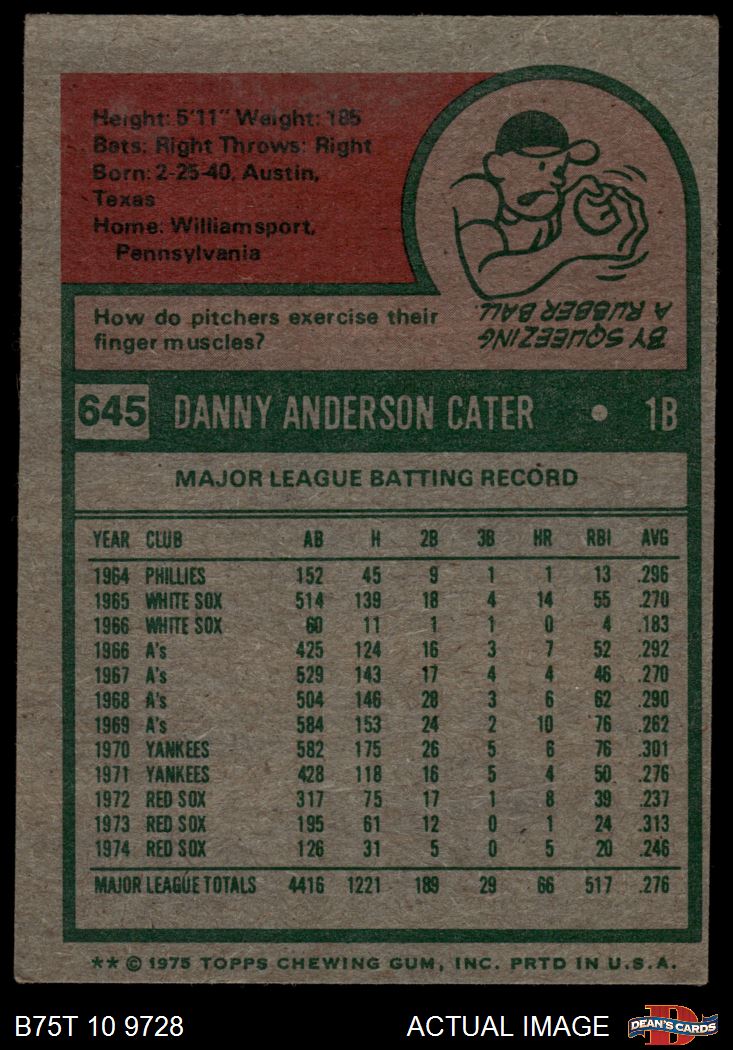 Height: 5'11" Weight: 185
Bats: Right Throws: Right
Born: 2-25-40, Austin,
Texas
Home: Williamsport,
Pennsylvania
How do pitchers exercise their
finger muscles?
BY SQUEEZING
A RUBBER BALL.
645 DANNY ANDERSON CATER • 1B
MAJOR LEAGUE BATTING RECORD
YEAR CLUB AB H 2B 3B HR RBI AVG
1964 PHILLIES 152 45 9 1 1 13 .296
1965 WHITE SOX 514 139 18 4 14 55 .270
1966 WHITE SOX 60 11 1 1 0 4 .183
1966 A's 425 124 16 3 7 52 .292
1967 A's 529 143 17 4 4 46 .270
1968 A's 504 146 28 3 6 62 .290
1969 A's 584 153 24 2 10 76 .262
1970 YANKEES 582 175 26 5 6 76 .301
1971 YANKEES 428 118 16 5 4 50 .276
1972 RED SOX 317 75 17 1 8 39 .237
1973 RED SOX 195 61 12 0 1 24 .313
1974 RED SOX 126 31 5 0 5 20 .246
MAJOR LEAGUE TOTALS 4416 1221 189 29 66 517 .276
** © 1975 TOPPS CHEWING GUM, INC. PRTD IN U.S.A.
B75T 10 9728 ACTUAL IMAGE DEAN'S CARDS